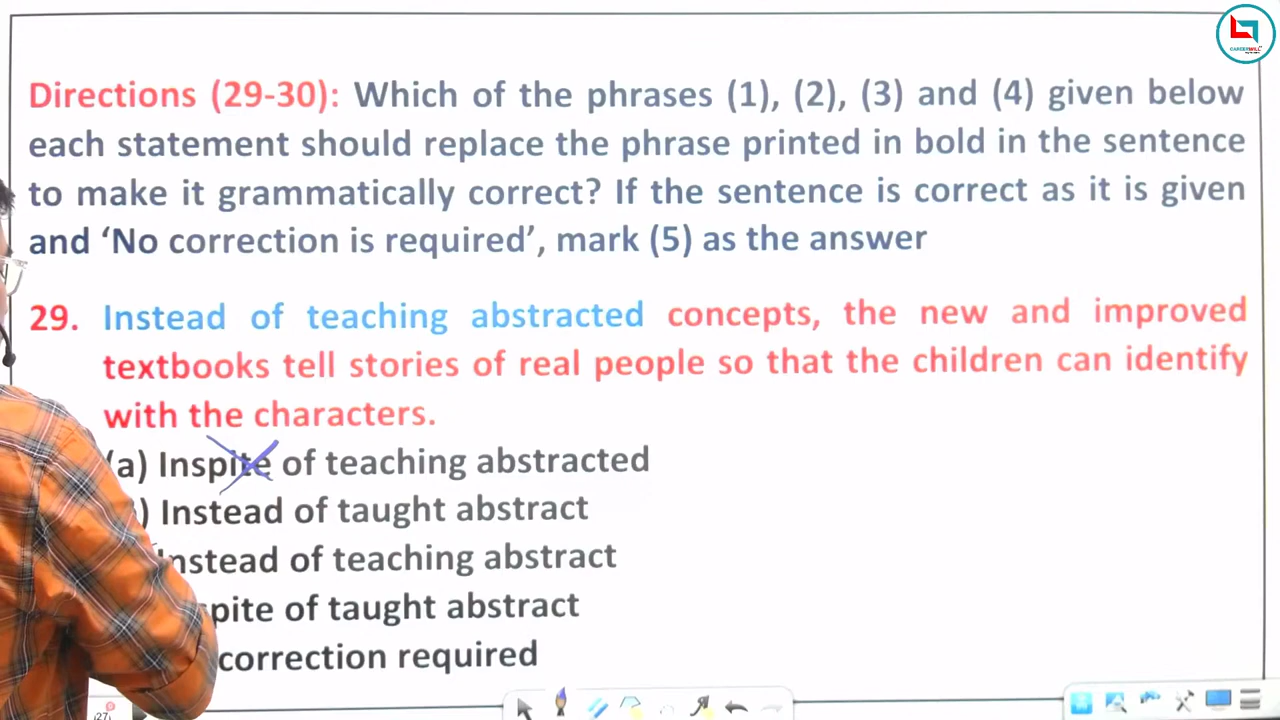 CAREERWILL
Directions (29-30): Which of the phrases (1), (2), (3) and (4) given below
each statement should replace the phrase printed in bold in the sentence
to make it grammatically correct? If the sentence is correct as it is given
and ‘No correction is required’, mark (5) as the answer
29. Instead of teaching abstracted concepts, the new and improved
textbooks tell stories of real people so that the children can identify
with the characters.
(a) Inspite of teaching abstracted
) Instead of taught abstract
Instead of teaching abstract
spite of taught abstract
correction required
(27)